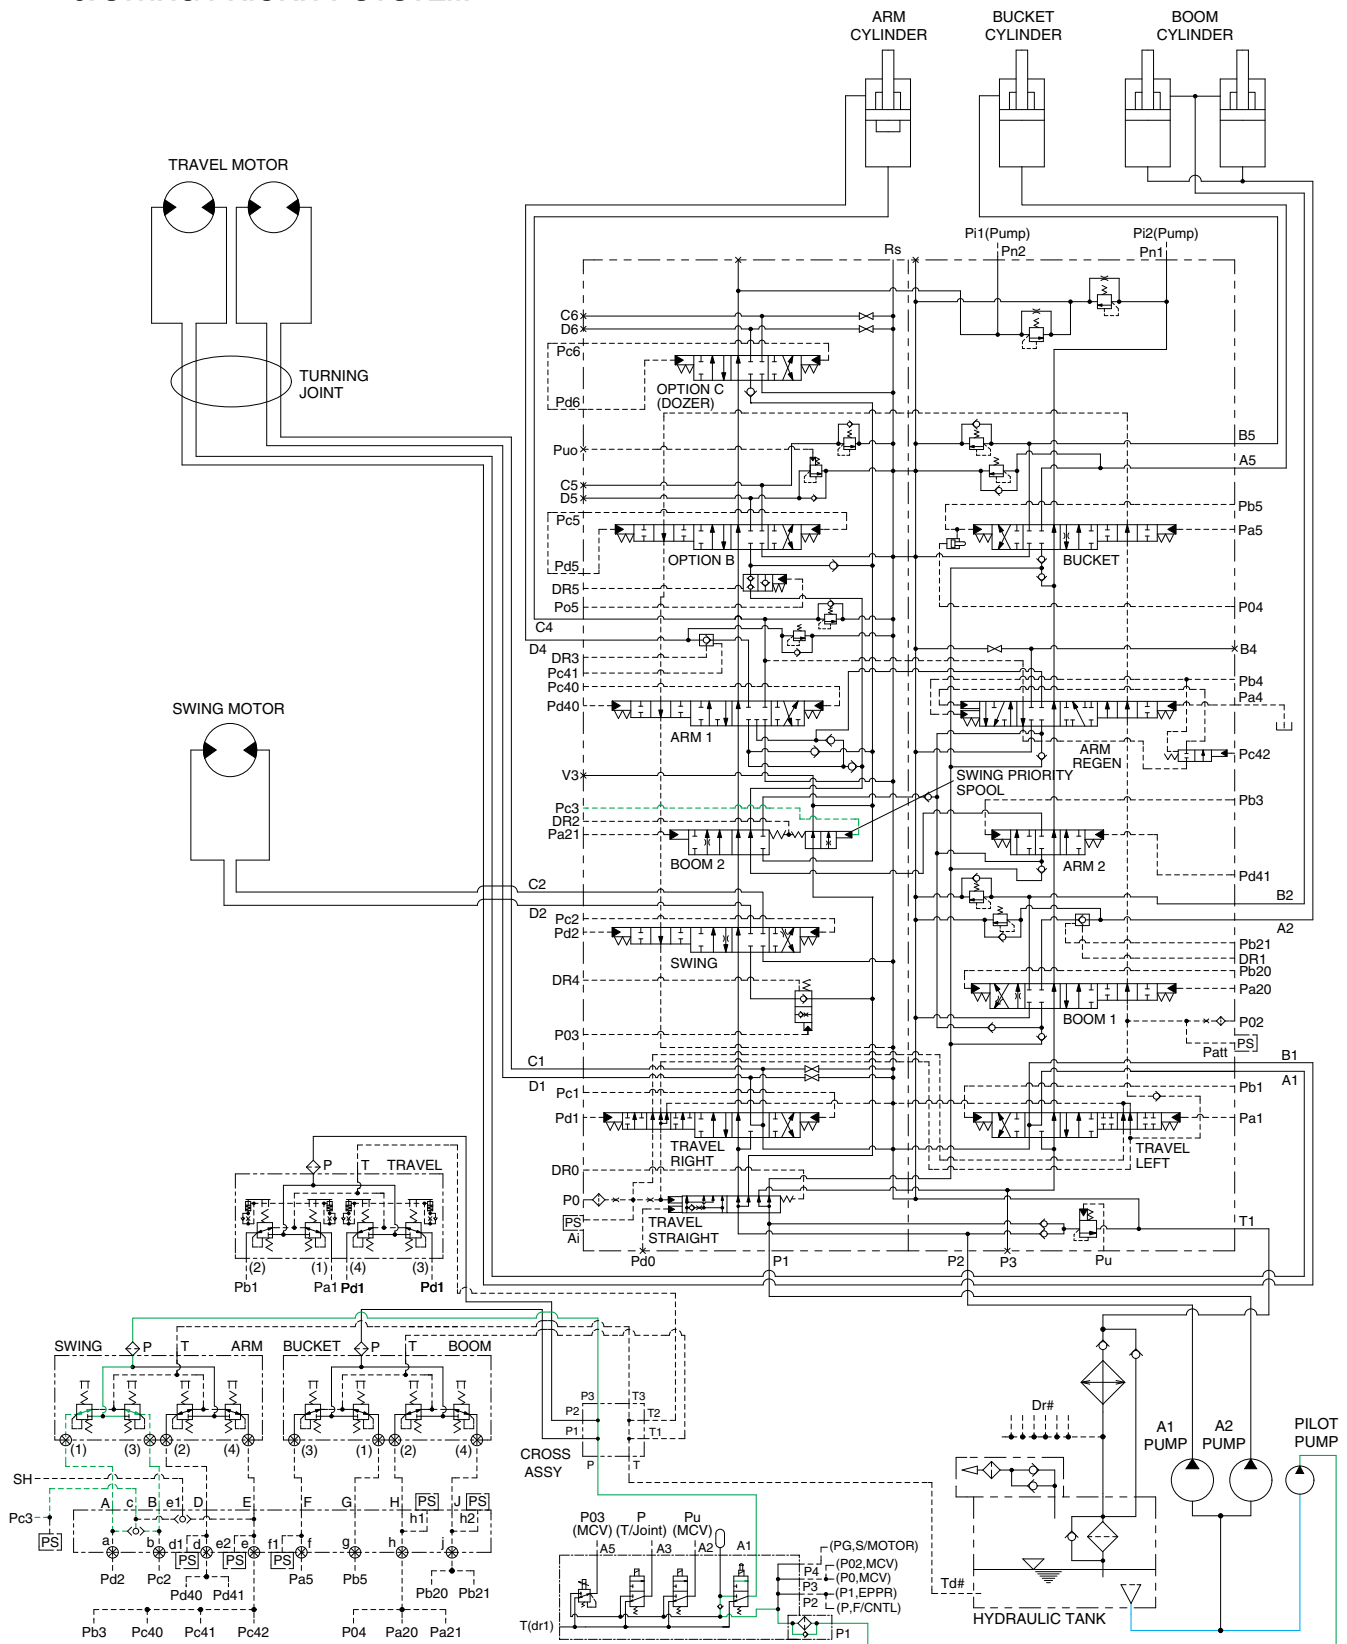 ARM
CYLINDER
BUCKET
CYLINDER
BOOM
CYLINDER
TRAVEL MOTOR
TURNING
JOINT
SWING MOTOR
Pi1(Pump)
Pn2
Pi2(Pump)
Pn1
Rs
C6
D6
Pc6
Pd6
OPTION C
(DOZER)
Puo
C5
D5
Pc5
Pd5
OPTION B
DR5
Po5
C4
D4
DR3
Pc41
Pc40
Pd40
ARM 1
V3
Pc3
DR2
Pa21
BOOM 2
C2
D2
Pc2
Pd2
SWING
DR4
P03
C1
D1
Pc1
Pd1
TRAVEL
RIGHT
DR0
P0
PS
Ai
TRAVEL
STRAIGHT
Pd0
P1
P2
P3
Pu
B5
A5
Pb5
Pa5
BUCKET
P04
B4
Pb4
Pa4
ARM
REGEN
Pc42
SWING PRIORITY
SPOOL
Pb3
ARM 2
Pd41
B2
A2
Pb21
DR1
Pb20
Pa20
BOOM 1
P02
PS
Patt
B1
A1
Pb1
Pa1
TRAVEL
LEFT
T1
P T TRAVEL
(2) (1) (4) (3)
Pb1 Pa1 Pd1 Pd1
SWING P T ARM
BUCKET P T BOOM
(1) (3) (2) (4)
(3) (1) (2) (4)
SH
Pc3
PS
A c B e1 D E F G H PS J PS
h1 h2
a b d1 d e2 e f1 f g h j
PS PS PS
Pd2 Pc2 Pd40 Pd41 Pa5 Pb5 Pb20 Pb21
Pb3 Pc40 Pc41 Pc42 P04 Pa20 Pa21
P3 T3
P2 T2
P1 T1
P T
CROSS
ASSY
P03
(MCV)
P
(T/Joint)
Pu
(MCV)
A5 A3 A2 A1
T(dr1)
(PG,S/MOTOR)
P4
(P02,MCV)
(P0,MCV)
P3
(P1,EPPR)
P2
(P,F/CNTL)
P1
Dr#
Td#
HYDRAULIC TANK
A1
PUMP
A2
PUMP
PILOT
PUMP